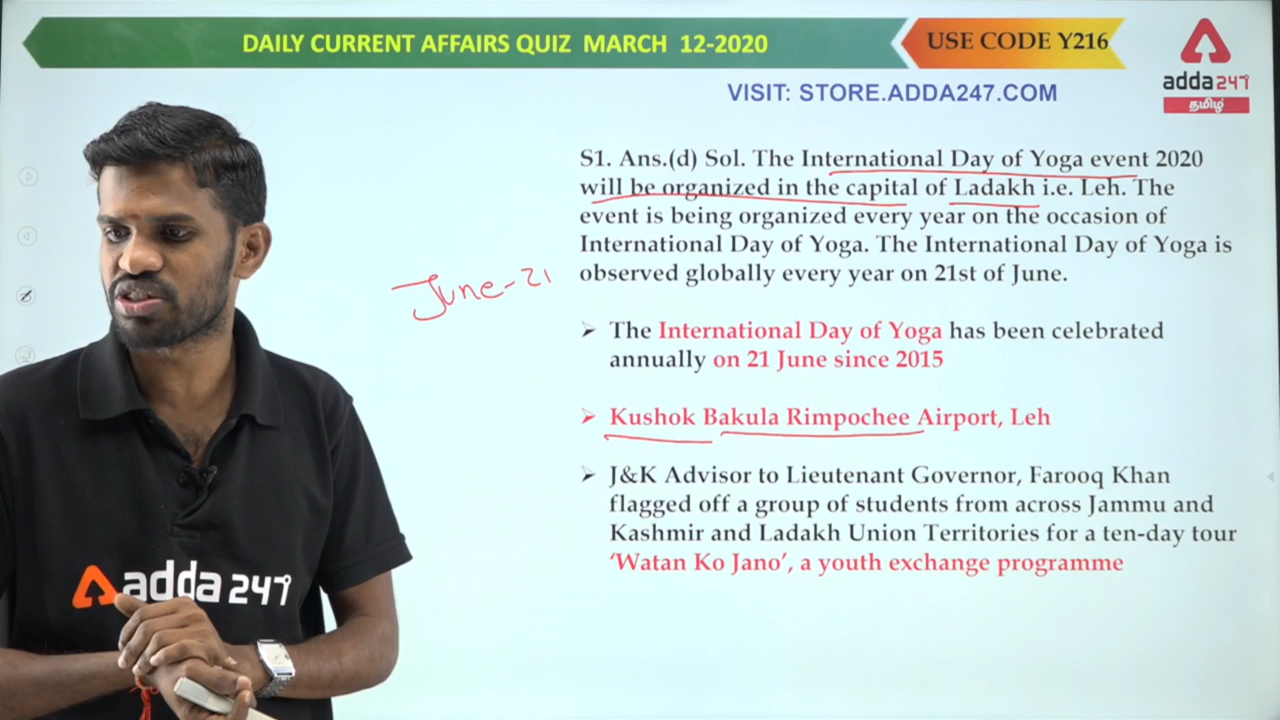 DAILY CURRENT AFFAIRS QUIZ MARCH 12-2020
USE CODE Y216
adda247
தமிழ்
VISIT: STORE.ADDA247.COM
S1. Ans.(d) Sol. The International Day of Yoga event 2020
will be organized in the capital of Ladakh i.e. Leh. The
event is being organized every year on the occasion of
International Day of Yoga. The International Day of Yoga is
observed globally every year on 21st of June.
June-21
➢ The International Day of Yoga has been celebrated
annually on 21 June since 2015
➢ Kushok Bakula Rimpochee Airport, Leh
➢ J&K Advisor to Lieutenant Governor, Farooq Khan
flagged off a group of students from across Jammu and
Kashmir and Ladakh Union Territories for a ten-day tour
‘Watan Ko Jano’, a youth exchange programme
adda247